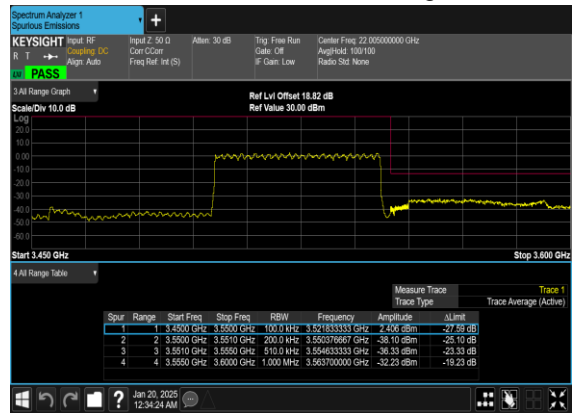 Spectrum Analyzer 1
Spurious Emissions
KEYSIGHT Input: RF Input Z: 50 Ω Atten: 30 dB Trig: Free Run Center Freq: 22.005000000 GHz
R T Coupling: DC Corr CCorr Gate: Off Avg|Hold: 100/100
Align: Auto Freq Ref: Int (S) IF Gain: Low Radio Std: None
PASS
3 All Range Graph
Ref Lvl Offset 18.82 dB
Scale/Div 10.0 dB Ref Value 30.00 dBm
Log
20.0
10.0
0.00
-10.0
-20.0
-30.0
-40.0
-50.0
-60.0
Start 3.450 GHz Stop 3.600 GHz
4 All Range Table
Measure Trace Trace 1
Trace Type Trace Average (Active)
Spur Range Start Freq Stop Freq RBW Frequency Amplitude ΔLimit
1 1 3.4500 GHz 3.5500 GHz 100.0 kHz 3.521833333 GHz 2.406 dBm -27.59 dB
2 2 3.5500 GHz 3.5510 GHz 200.0 kHz 3.550376667 GHz -38.10 dBm -25.10 dB
3 3 3.5510 GHz 3.5550 GHz 510.0 kHz 3.554633333 GHz -36.33 dBm -23.33 dB
4 4 3.5550 GHz 3.6000 GHz 1.000 MHz 3.563700000 GHz -32.23 dBm -19.23 dB
Jan 20, 2025
12:34:24 AM